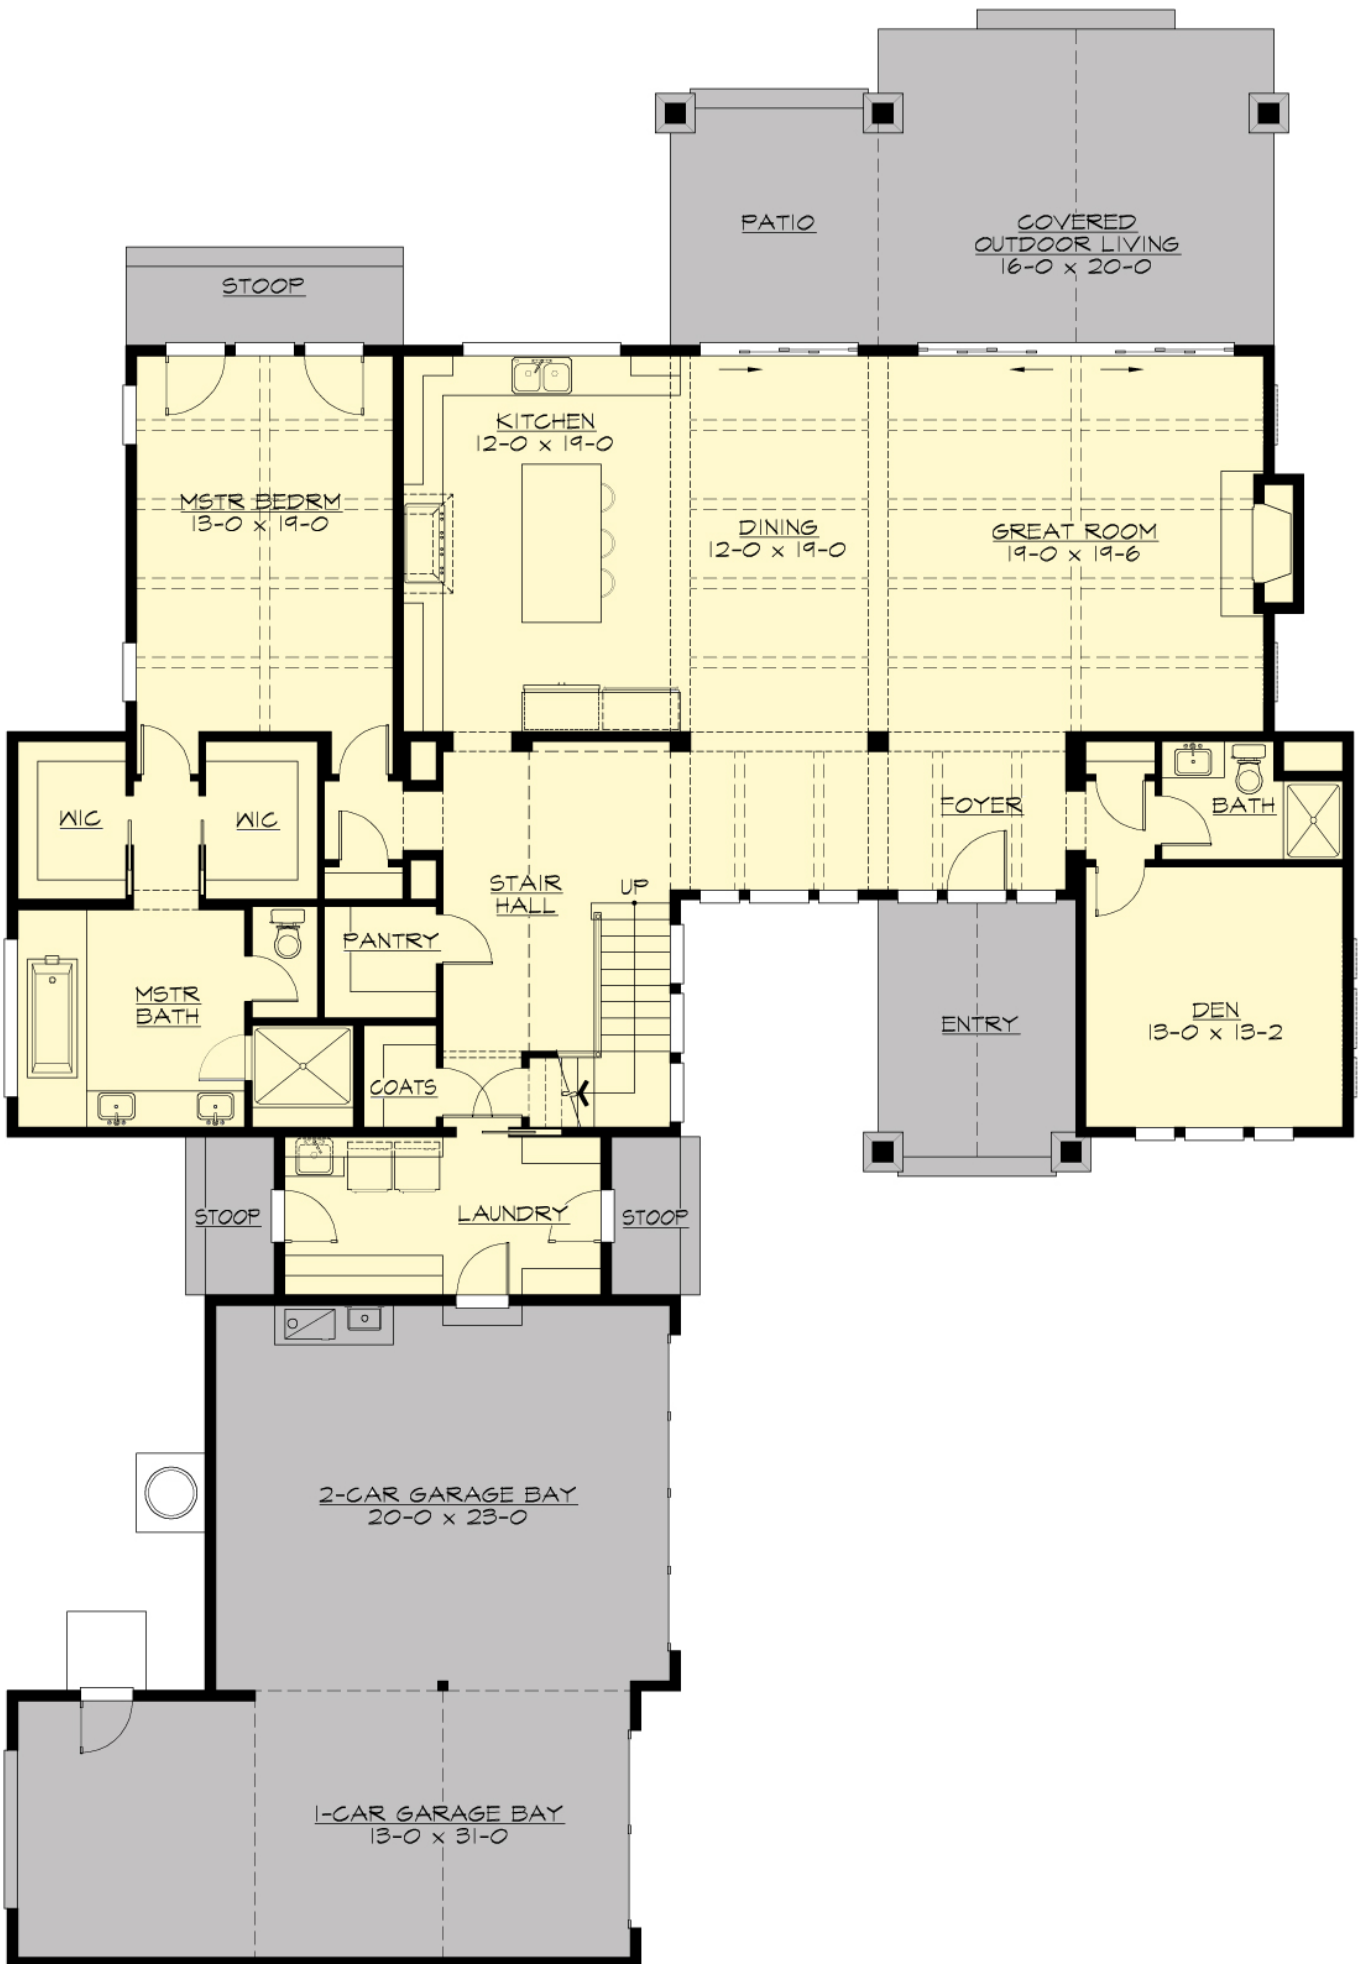 PATIO
COVERED
OUTDOOR LIVING
16-0 x 20-0
STOOP
KITCHEN
12-0 x 19-0
MSTR BEDRM
13-0 x 19-0
DINING
12-0 x 19-0
GREAT ROOM
19-0 x 19-6
WIC
WIC
FOYER
BATH
STAIR
HALL
UP
PANTRY
MSTR
BATH
ENTRY
DEN
13-0 x 13-2
COATS
STOOP
LAUNDRY
STOOP
2-CAR GARAGE BAY
20-0 x 23-0
1-CAR GARAGE BAY
13-0 x 31-0